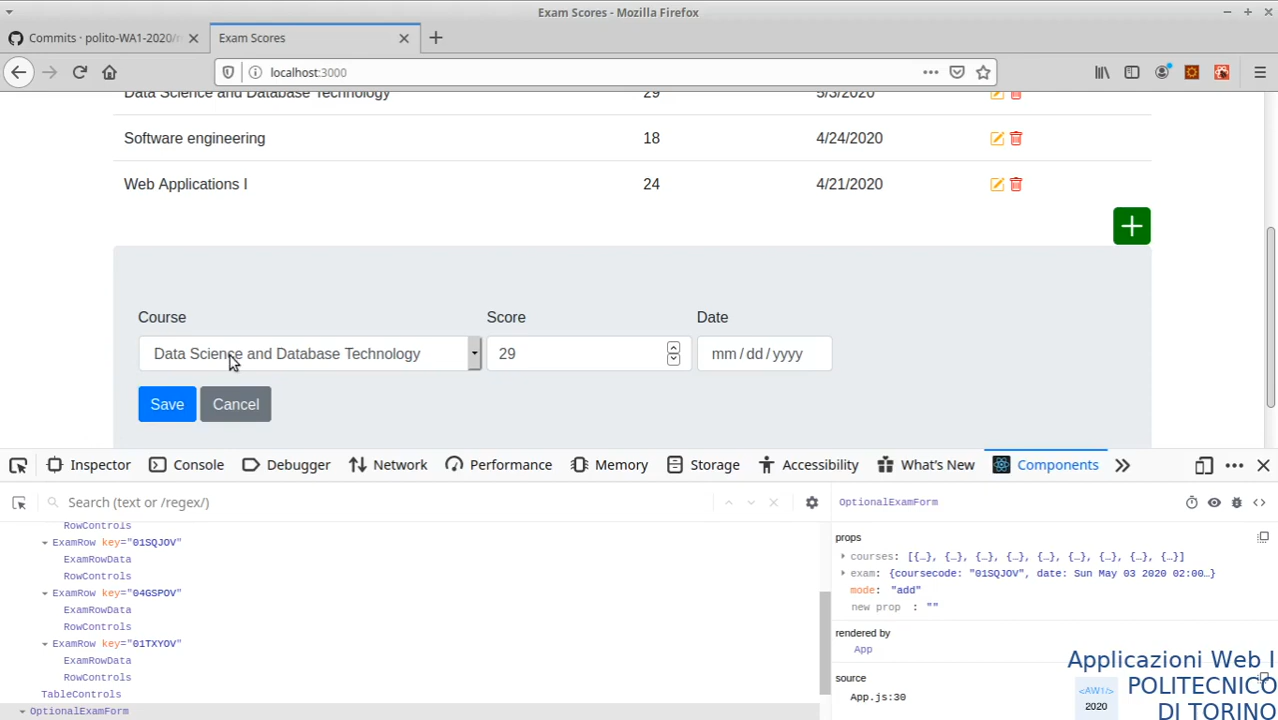 Exam Scores - Mozilla Firefox
Commits · polito-WA1-2020/r
Exam Scores
localhost:3000
Data Science and Database Technology 29 5/3/2020
Software engineering 18 4/24/2020
Web Applications I 24 4/21/2020
Course Score Date
Data Science and Database Technology 29 mm / dd / yyyy
Save Cancel
Inspector Console Debugger Network Performance Memory Storage Accessibility What's New Components
Search (text or /regex/)
RowControls
ExamRow key="01SQJOV"
ExamRowData
RowControls
ExamRow key="04GSPOV"
ExamRowData
RowControls
ExamRow key="01TXYOV"
ExamRowData
RowControls
TableControls
OptionalExamForm
OptionalExamForm
props
courses: [{…}, {…}, {…}, {…}, {…}, {…}, {…}, {…}, {…}]
exam: {coursecode: "01SQJOV", date: Sun May 03 2020 02:00…}
mode: "add"
new prop : ""
rendered by
App
source
App.js:30
Applicazioni Web I
POLITECNICO
DI TORINO
<AW1/>
2020